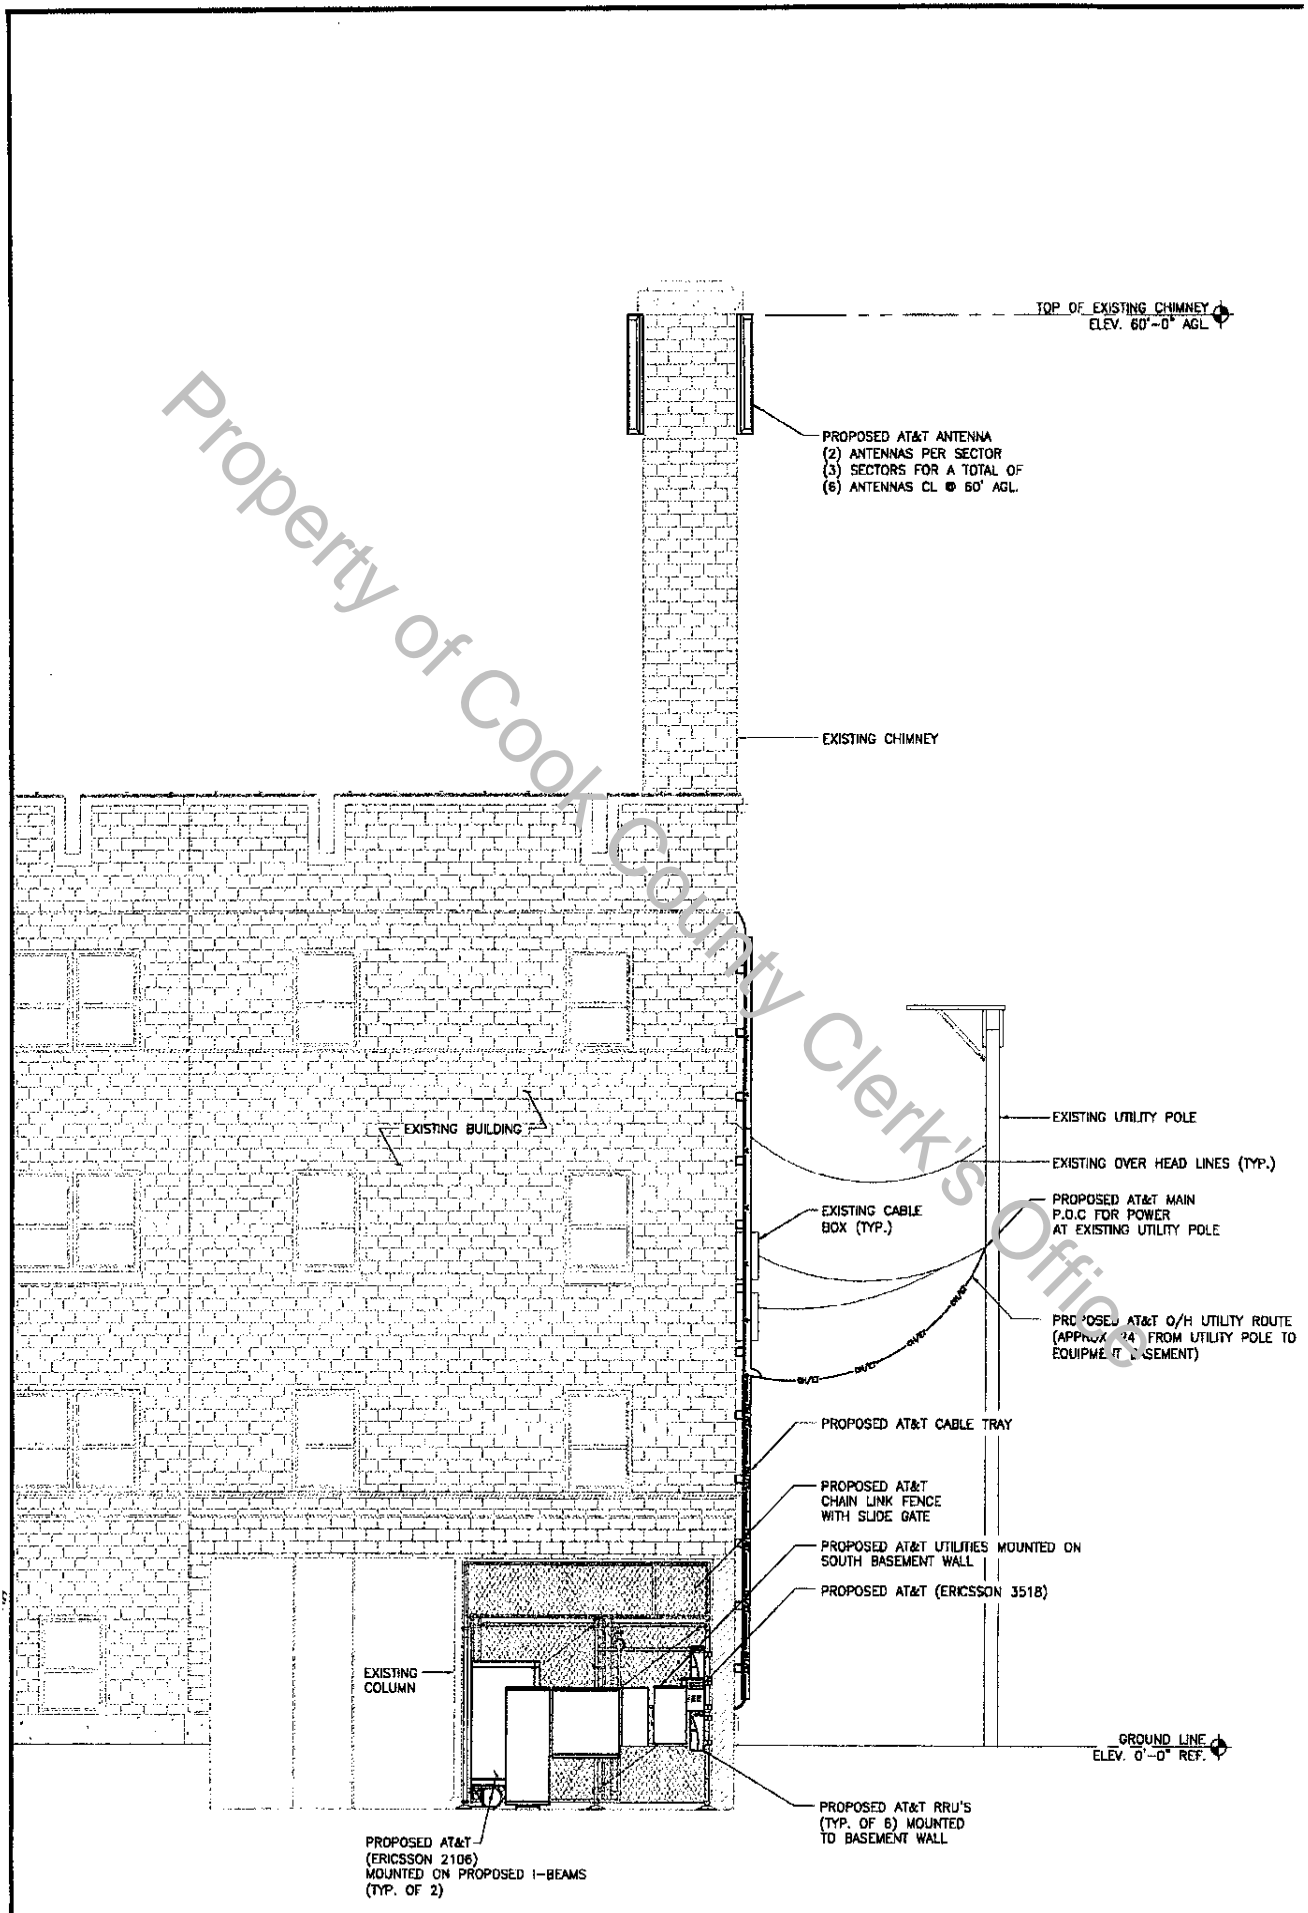 TOP OF EXISTING CHIMNEY
ELEV. 60'-0" AGL
PROPOSED AT&T ANTENNA
(2) ANTENNAS PER SECTOR
(3) SECTORS FOR A TOTAL OF
(6) ANTENNAS CL @ 60' AGL.
Property of Cook County Clerk's Office
EXISTING CHIMNEY
EXISTING BUILDING
EXISTING UTILITY POLE
EXISTING OVER HEAD LINES (TYP.)
PROPOSED AT&T MAIN
P.O.C FOR POWER
AT EXISTING UTILITY POLE
EXISTING CABLE
BOX (TYP.)
PROPOSED AT&T O/H UTILITY ROUTE
(APPROX FROM UTILITY POLE TO
EQUIPMENT
PROPOSED AT&T CABLE TRAY
PROPOSED AT&T
CHAIN LINK FENCE
WITH SLIDE GATE
PROPOSED AT&T UTILITIES MOUNTED ON
SOUTH BASEMENT WALL
PROPOSED AT&T (ERICSSON 3518)
EXISTING
COLUMN
GROUND LINE
ELEV. 0'-0" REF.
PROPOSED AT&T RRU'S
(TYP. OF 6) MOUNTED
TO BASEMENT WALL
PROPOSED AT&T
(ERICSSON 2106)
MOUNTED ON PROPOSED I-BEAMS
(TYP. OF 2)